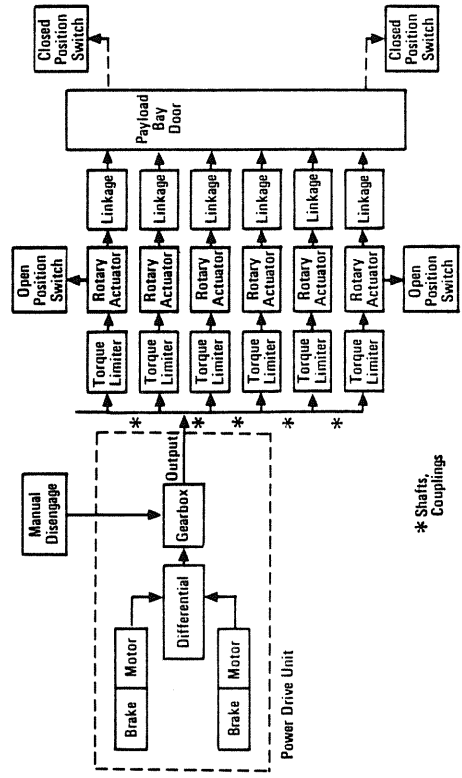 Closed
Position
Switch
Closed
Position
Switch
Payload
Bay
Door
Linkage
Linkage
Linkage
Linkage
Linkage
Linkage
Open
Position
Switch
Rotary
Actuator
Rotary
Actuator
Rotary
Actuator
Rotary
Actuator
Rotary
Actuator
Rotary
Actuator
Open
Position
Switch
Torque
Limiter
Torque
Limiter
Torque
Limiter
Torque
Limiter
Torque
Limiter
Torque
Limiter
* * * * *
Output
Manual
Disengage
Gearbox
* Shafts,
Couplings
Differential
Brake Motor
Brake Motor
Power Drive Unit